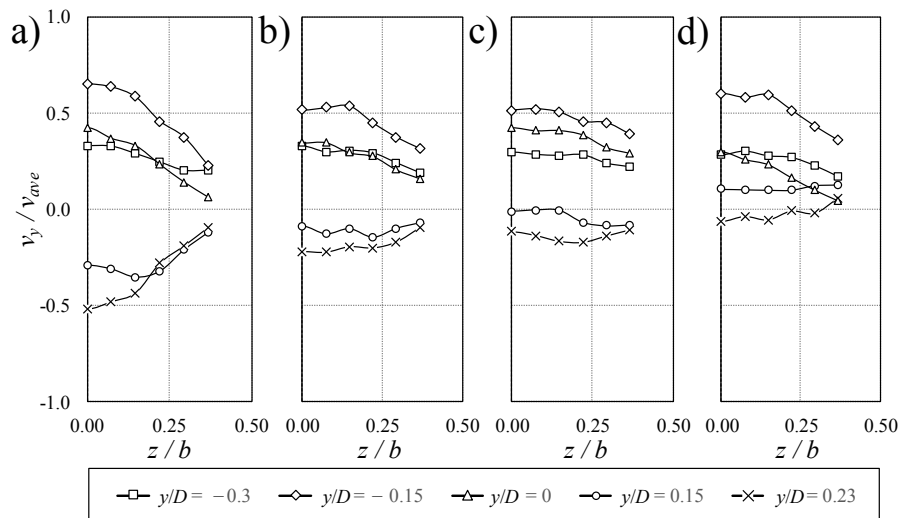 a) b) c) d)
1.0
0.5
0.0
-0.5
-1.0
v_y / v_ave
0.00 0.25 0.50 0.00 0.25 0.50 0.00 0.25 0.50 0.00 0.25 0.50
z / b z / b z / b z / b
y/D = −0.3 y/D = − 0.15 y/D = 0 y/D = 0.15 y/D = 0.23